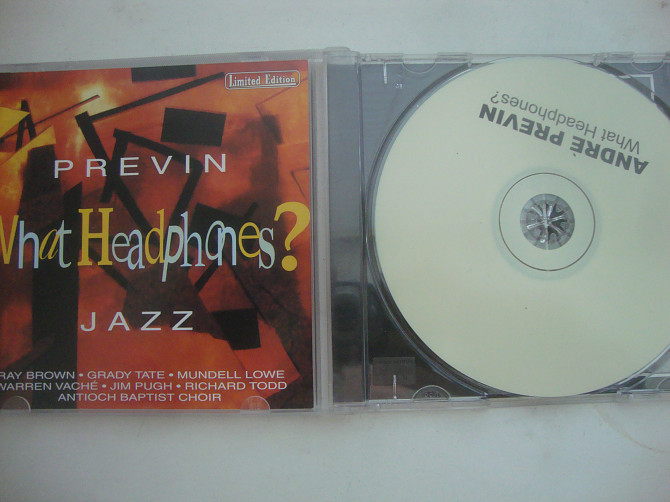 Limited Edition
PREVIN
What Headphones?
JAZZ
RAY BROWN • GRADY TATE • MUNDELL LOWE
WARREN VACHÉ • JIM PUGH • RICHARD TODD
ANTIOCH BAPTIST CHOIR
ANDRÉ PREVIN
What Headphones?